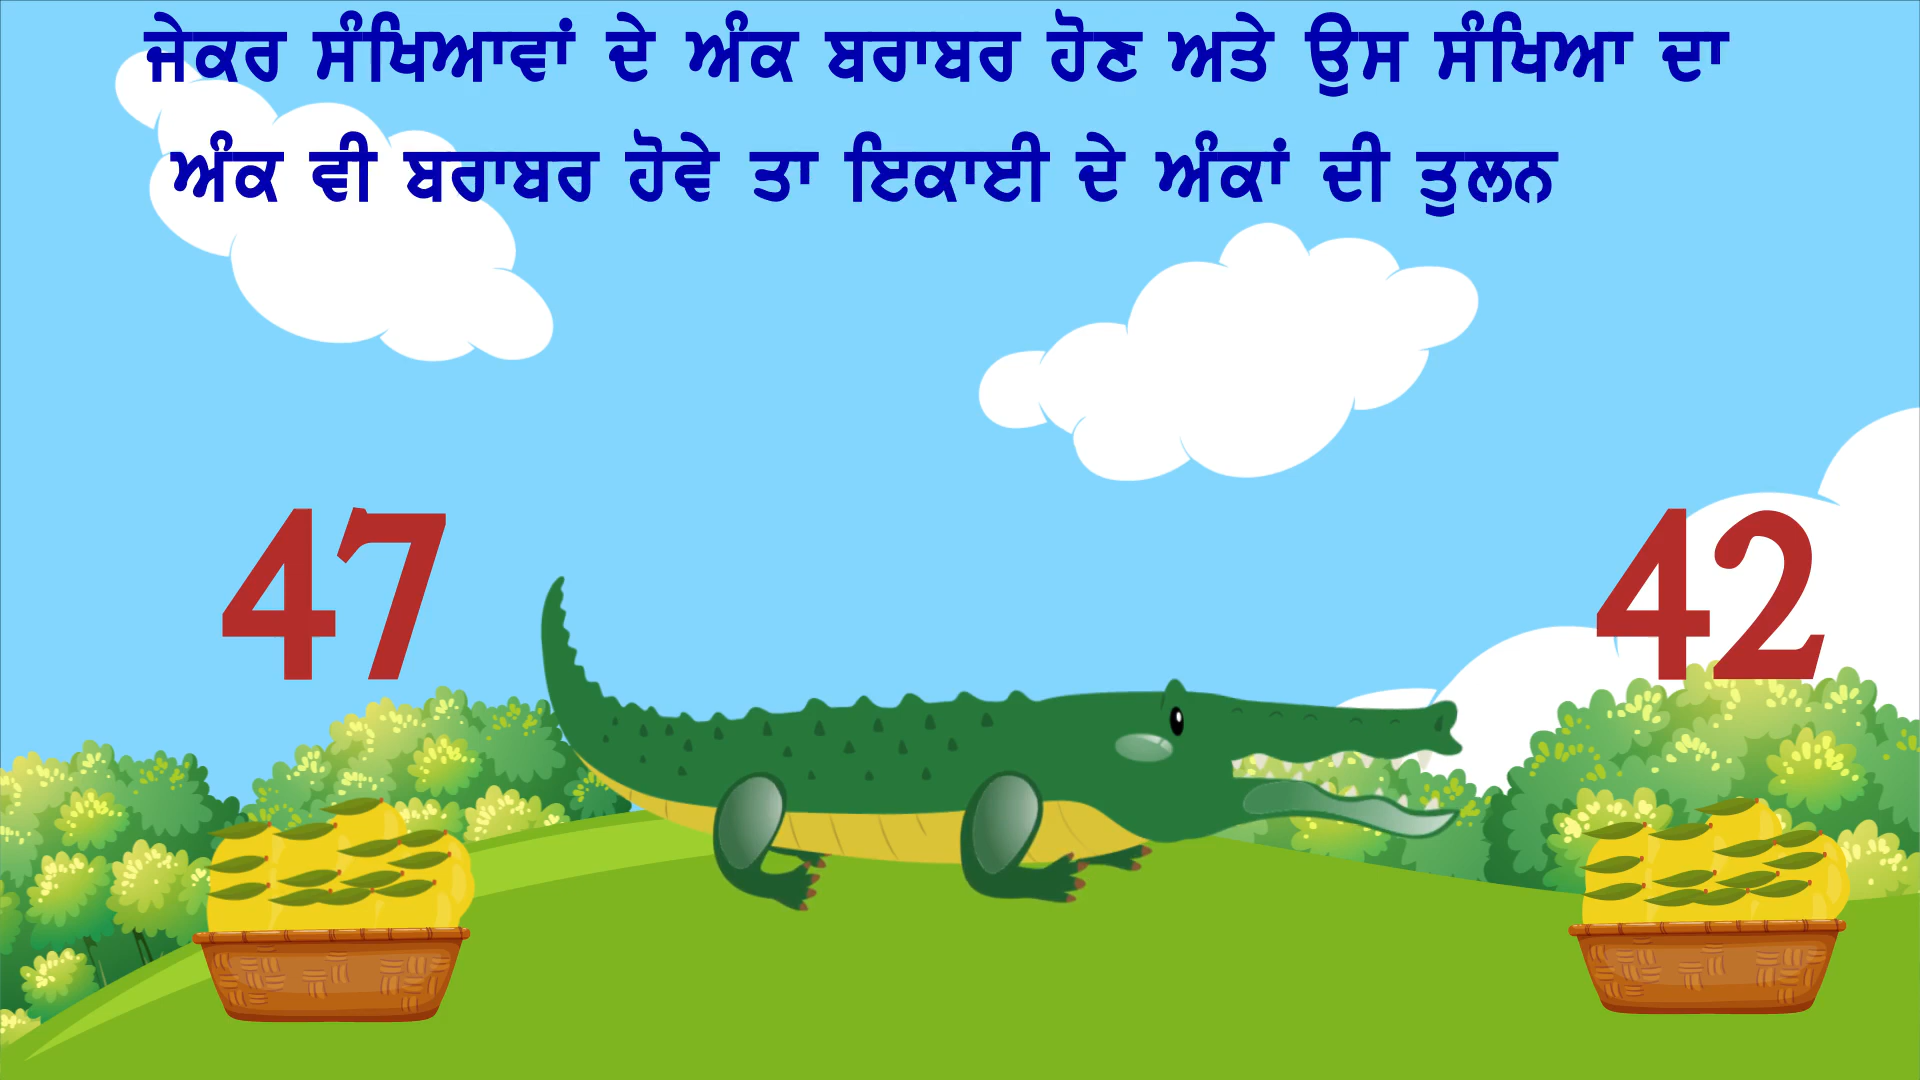 ਜੇਕਰ ਸੰਖਿਆਵਾਂ ਦੇ ਅੰਕ ਬਰਾਬਰ ਹੋਣ ਅਤੇ ਉਸ ਸੰਖਿਆ ਦਾ
ਅੰਕ ਵੀ ਬਰਾਬਰ ਹੋਵੇ ਤਾ ਇਕਾਈ ਦੇ ਅੰਕਾਂ ਦੀ ਤੁਲਨ
47 42